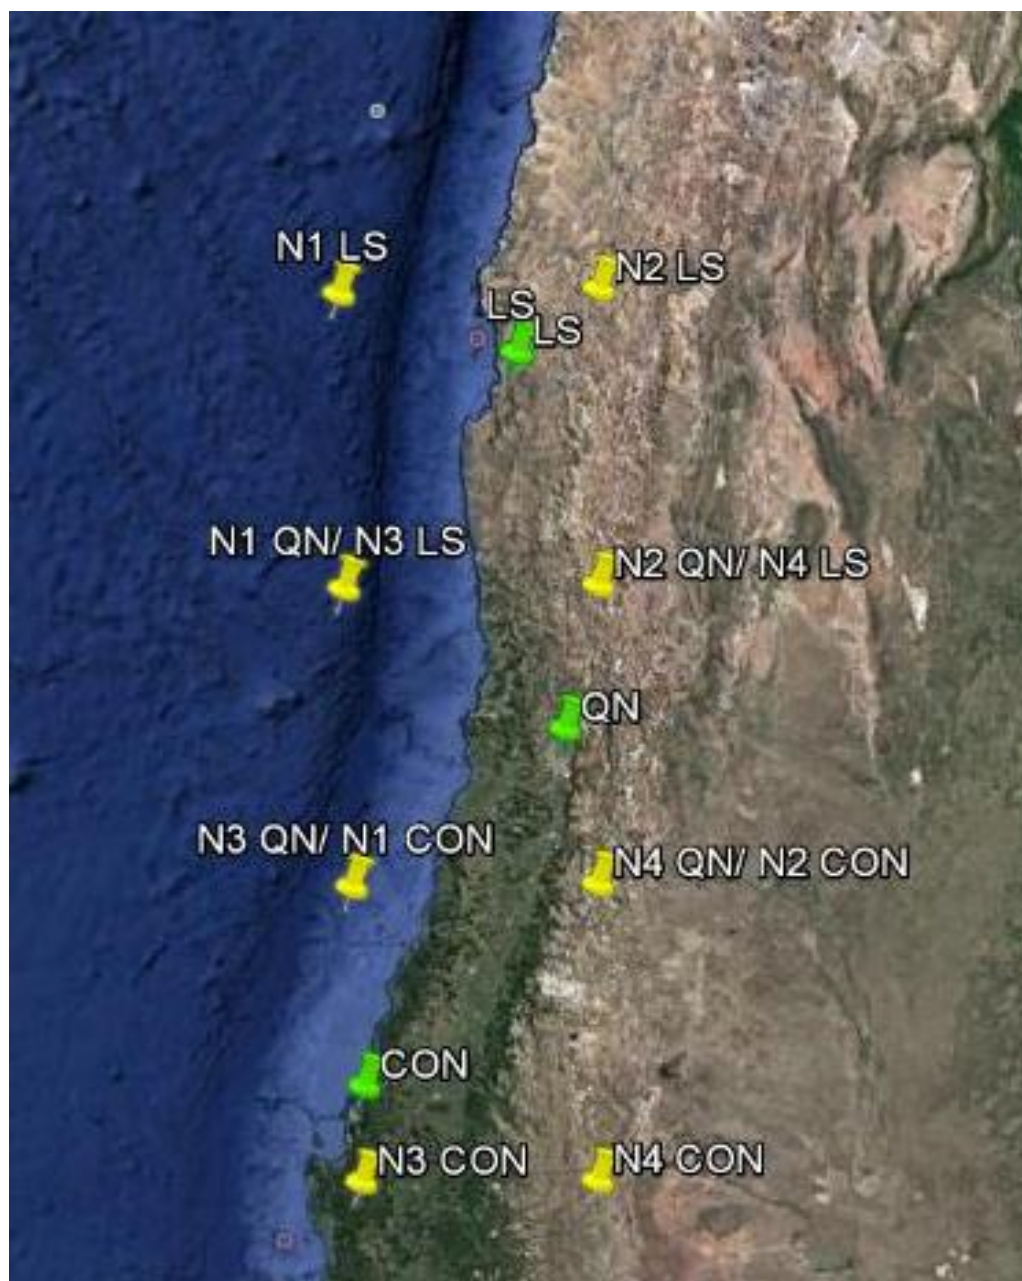 N1 LS
N2 LS
LS
LS
N1 QN/ N3 LS
N2 QN/ N4 LS
QN
N3 QN/ N1 CON
N4 QN/ N2 CON
CON
N3 CON
N4 CON